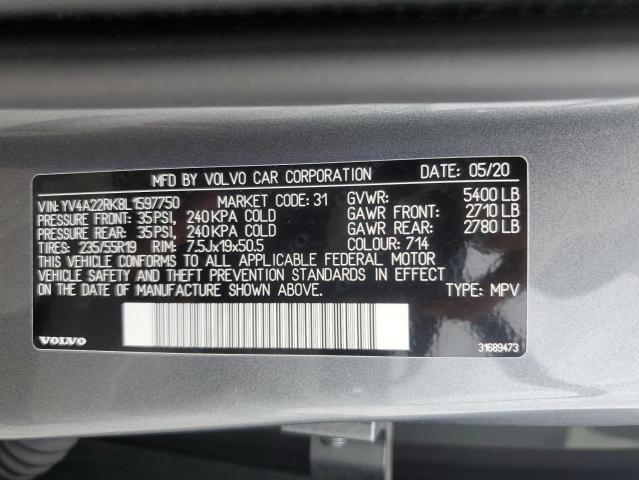 MFD BY VOLVO CAR CORPORATION DATE: 05/20
VIN: YV4A22RK8L1597750 MARKET CODE: 31 GVWR: 5400 LB
PRESSURE FRONT: 35PSI, 240KPA COLD GAWR FRONT: 2710 LB
PRESSURE REAR: 35PSI, 240KPA COLD GAWR REAR: 2780 LB
TIRES: 235/55R19 RIM: 7.5Jx19x50.5 COLOUR: 714
THIS VEHICLE CONFORMS TO ALL APPLICABLE FEDERAL MOTOR
VEHICLE SAFETY AND THEFT PREVENTION STANDARDS IN EFFECT
ON THE DATE OF MANUFACTURE SHOWN ABOVE. TYPE: MPV
VOLVO 31689473